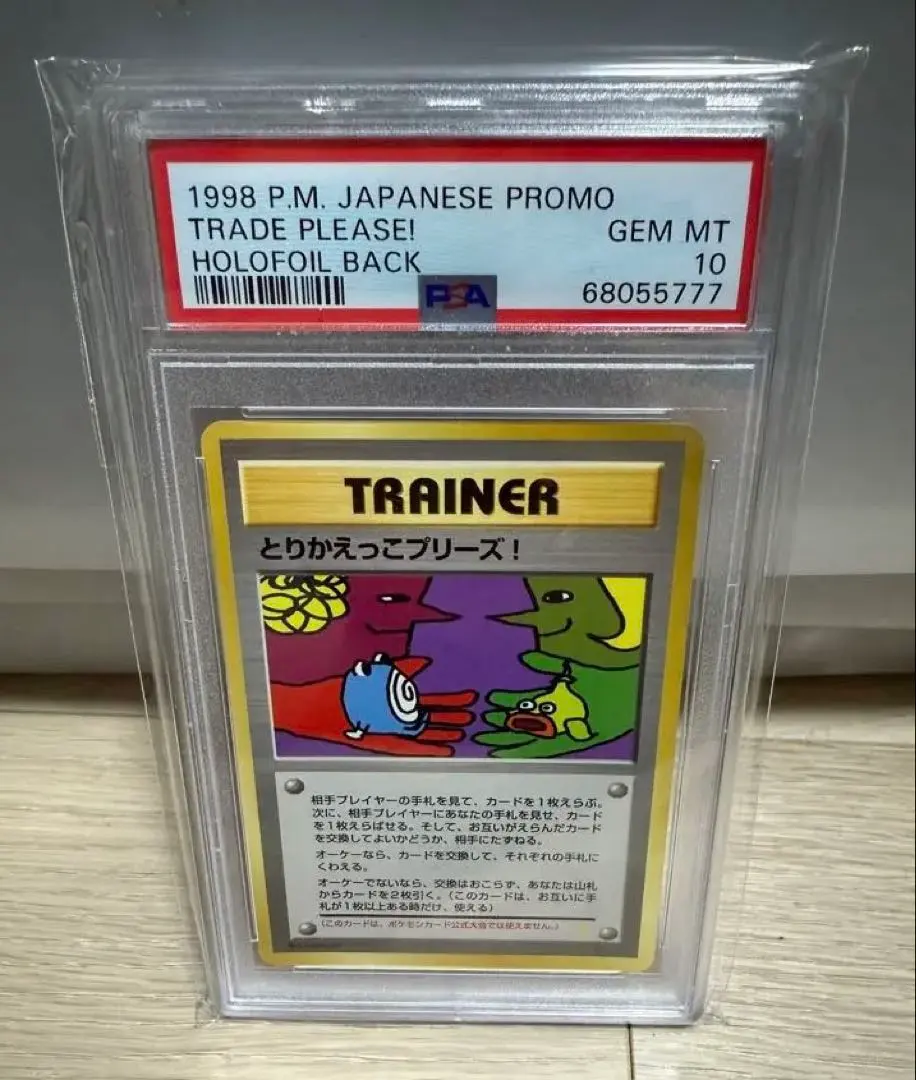 1998 P.M. JAPANESE PROMO
TRADE PLEASE!
GEM MT
HOLOFOIL BACK
10
PSA
68055777
TRAINER
とりかえっこプリーズ!
相手プレイヤーの手札を見て、カードを1枚えらぶ。
次に、相手プレイヤーにあなたの手札を見せ、カード
を1枚えらばせる。そして、お互いがえらんだカード
を交換してよいかどうか、相手にたずねる。
オーケーなら、カードを交換して、それぞれの手札に
くわえる。
オーケーでないなら、交換はおこらず、あなたは山札
からカードを2枚引く。(このカードは、お互いに手
札が1枚以上ある時だけ、使える)
(このカードは、ポケモンカード公式大会では使えません。)